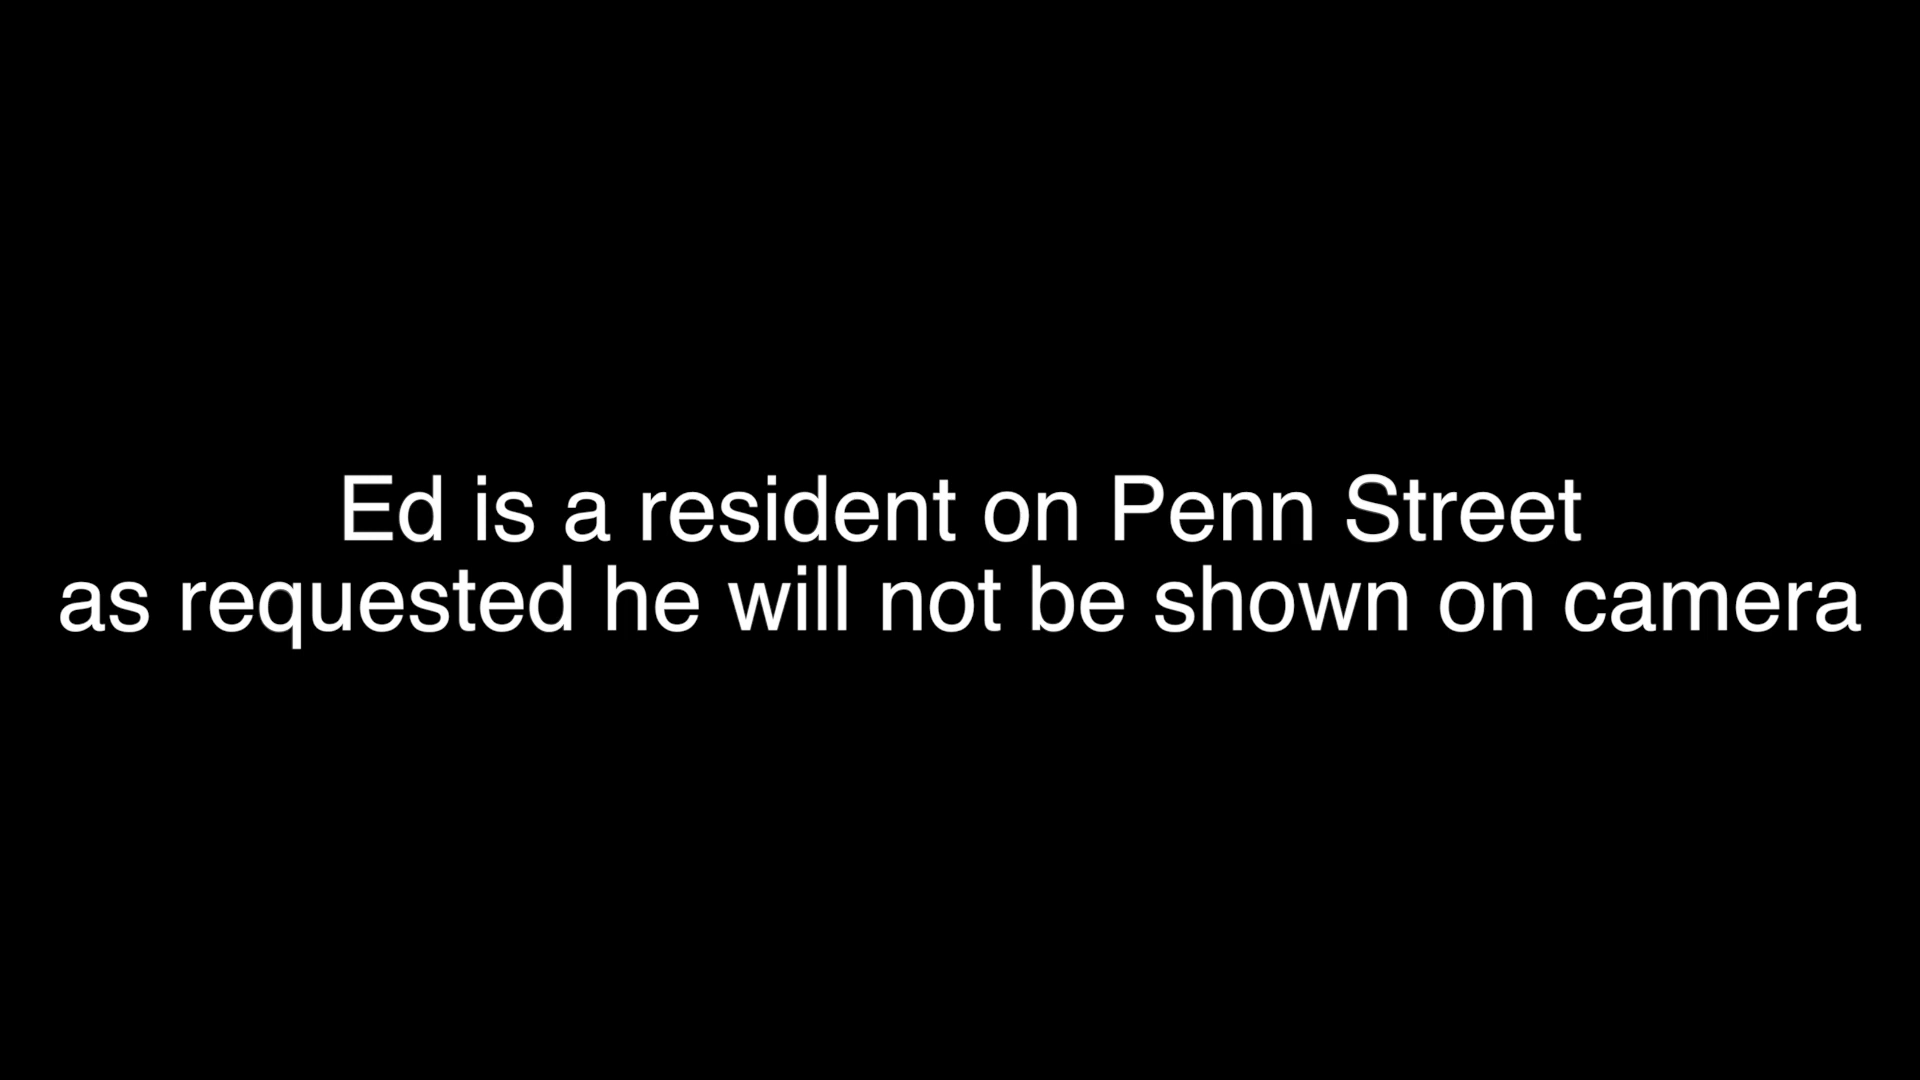 Ed is a resident on Penn Street
as requested he will not be shown on camera